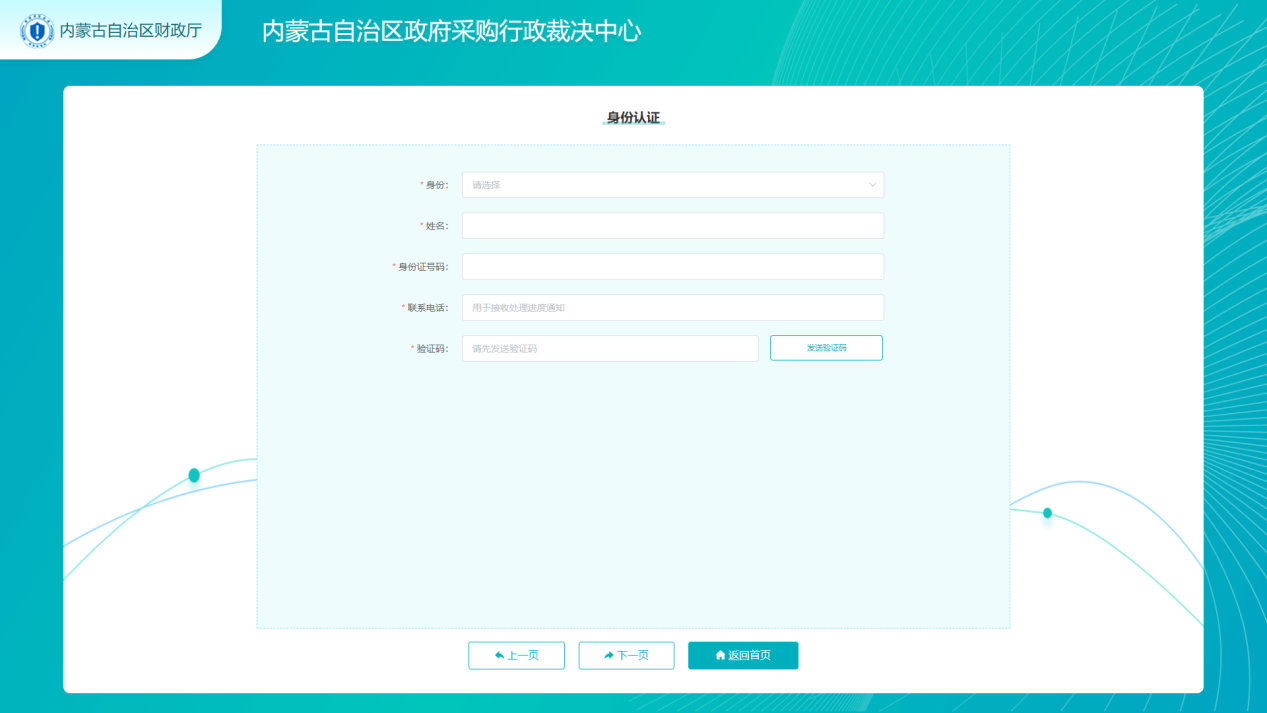 内蒙古自治区财政厅
内蒙古自治区政府采购行政裁决中心
身份认证
*身份: 请选择
*姓名:
*身份证号码:
*联系电话: 用于接收处理进度通知
*验证码: 请先发送验证码 发送验证码
上一页 下一页 返回首页